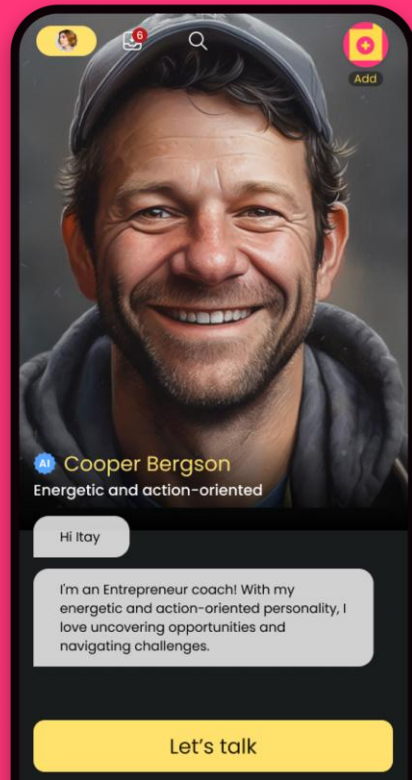 6
Add
AI Cooper Bergson
Energetic and action-oriented
Hi Itay
I'm an Entrepreneur coach! With my
energetic and action-oriented personality, I
love uncovering opportunities and
navigating challenges.
Let's talk